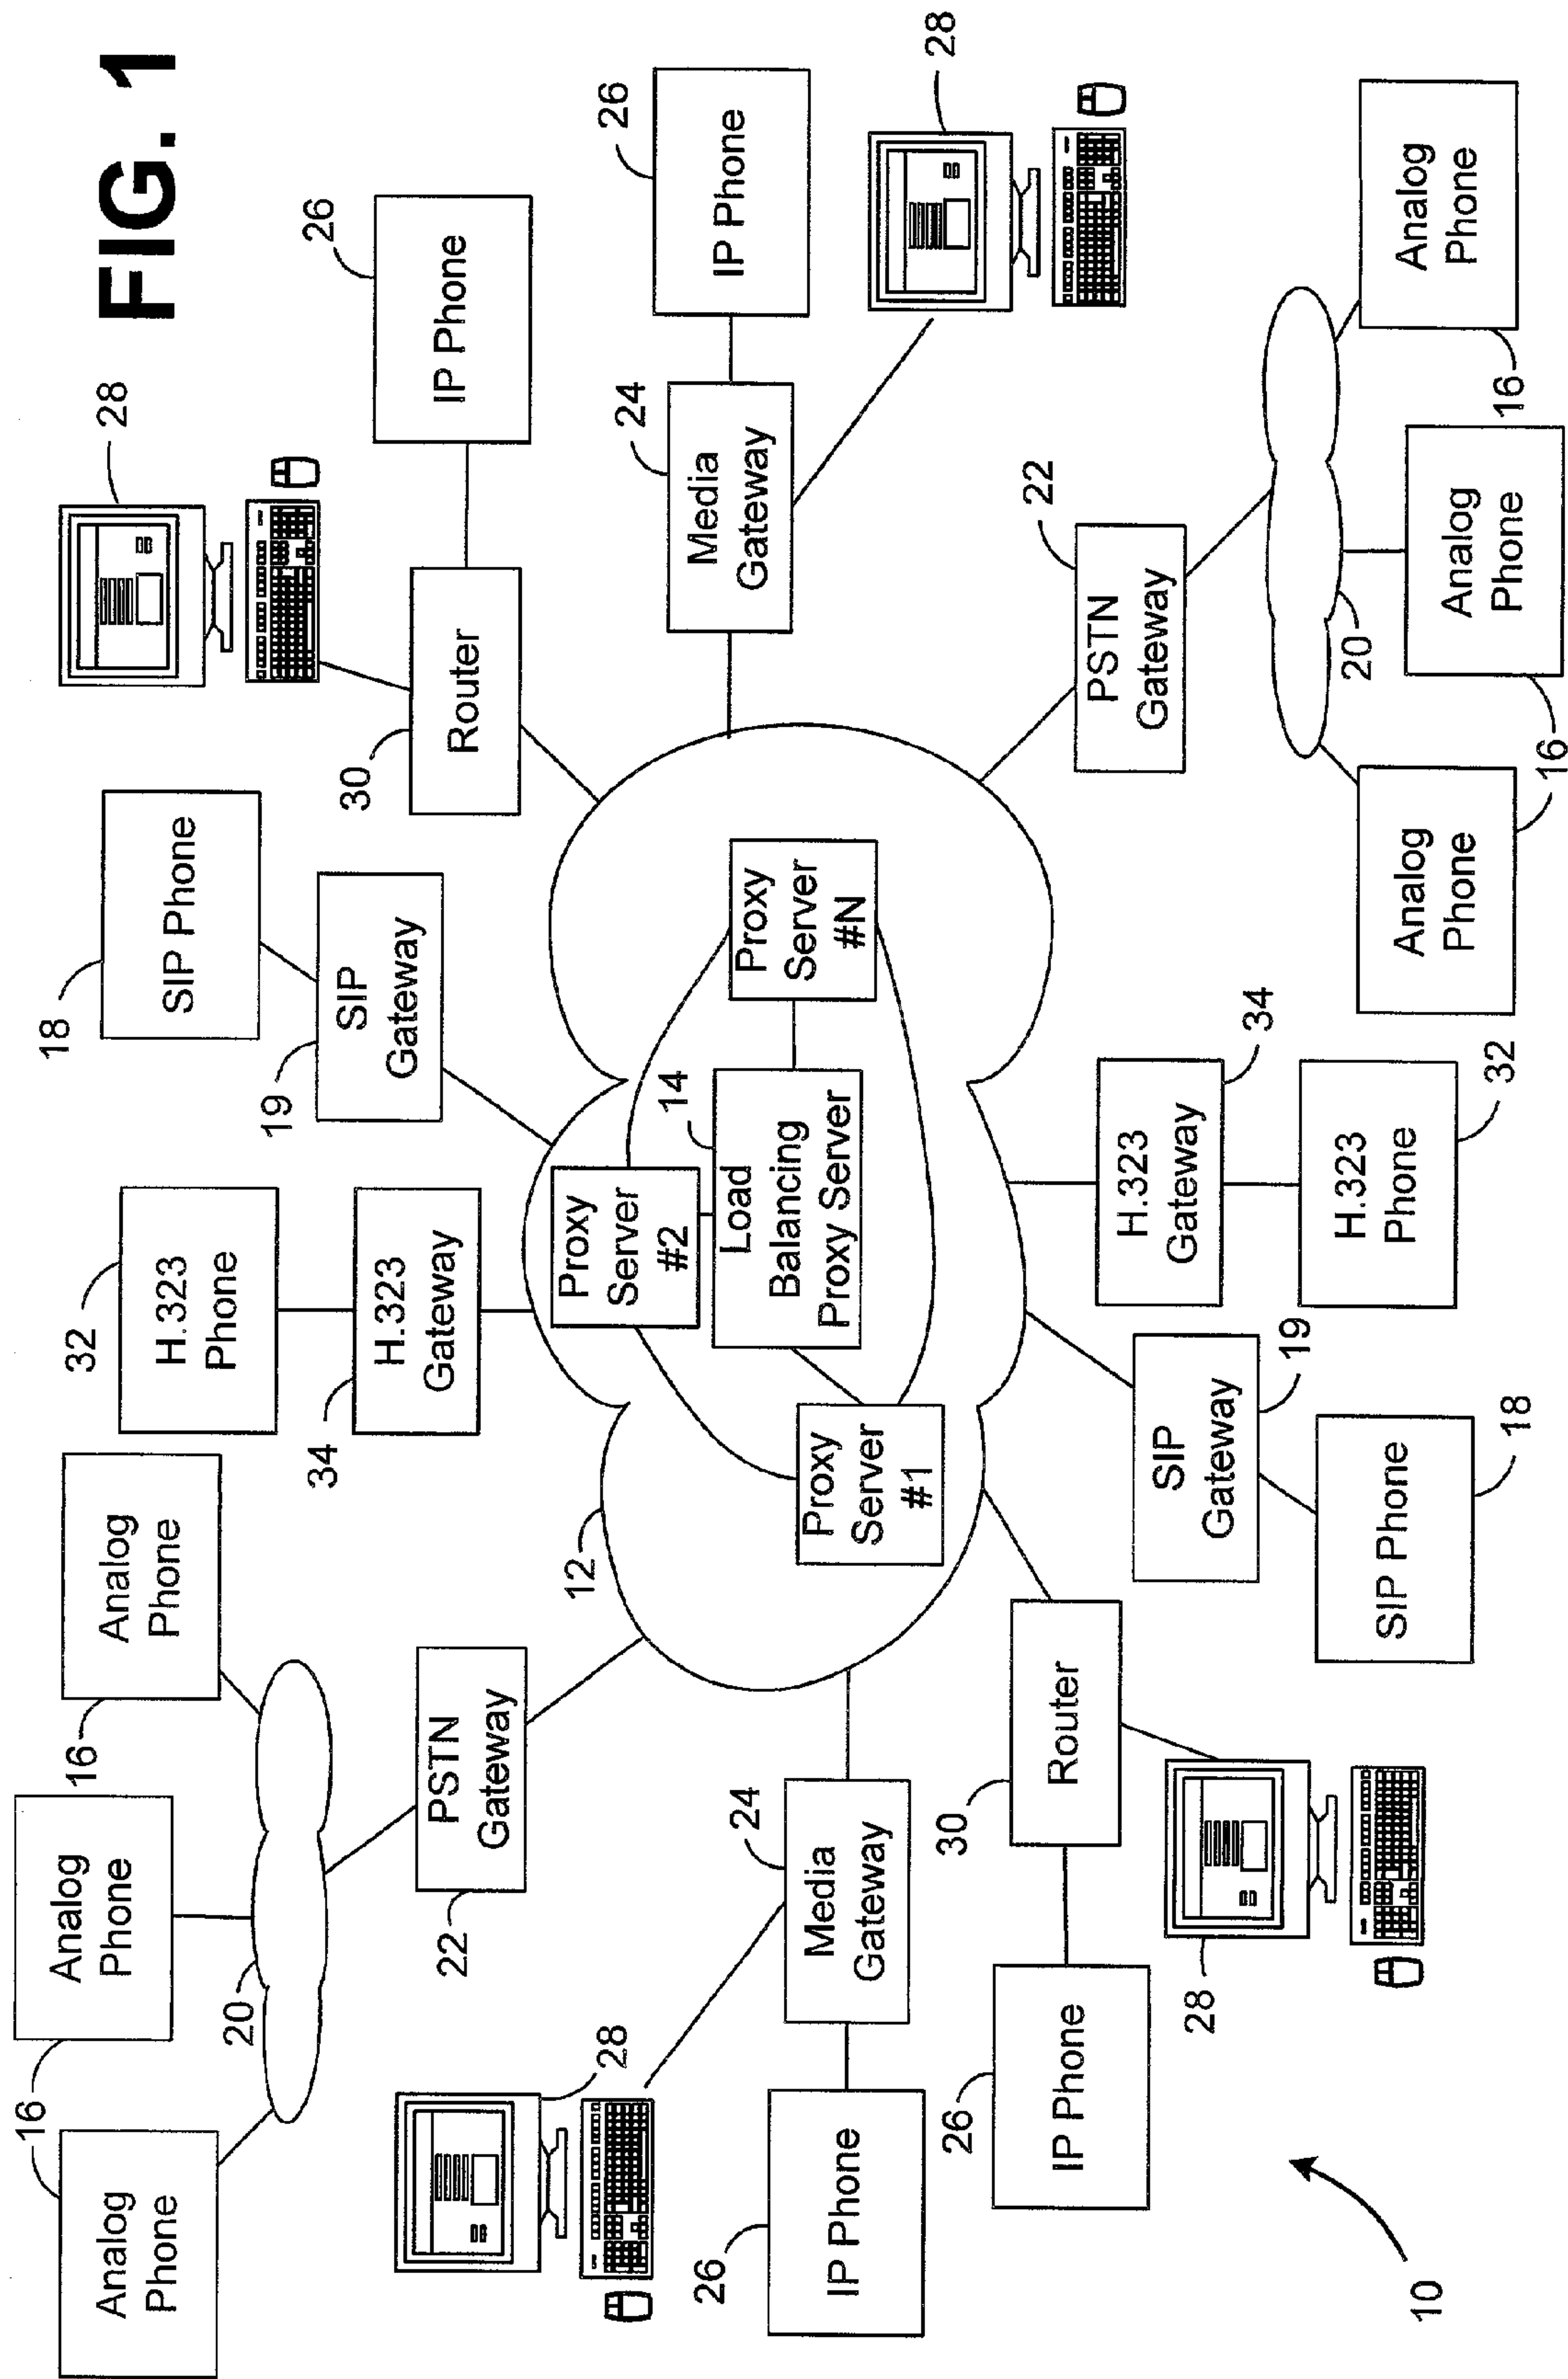 FIG. 1
Analog
Phone
16
Analog
Phone
Analog
Phone
16
20
PSTN
Gateway
22
H.323
Phone
32
H.323
Gateway
34
SIP Phone
18
SIP
Gateway
19
28
Router
30
IP Phone
26
28
Media
Gateway
24
IP Phone
26
12
Proxy
Server
#2
Load
Balancing
Proxy Server
14
Proxy
Server
#N
Proxy
Server
#1
Media
Gateway
24
IP Phone
26
28
IP Phone
26
Router
30
28
SIP
Gateway
19
SIP Phone
18
H.323
Gateway
34
H.323
Phone
32
PSTN
Gateway
22
20
Analog
Phone
16
Analog
Phone
16
Analog
Phone
10